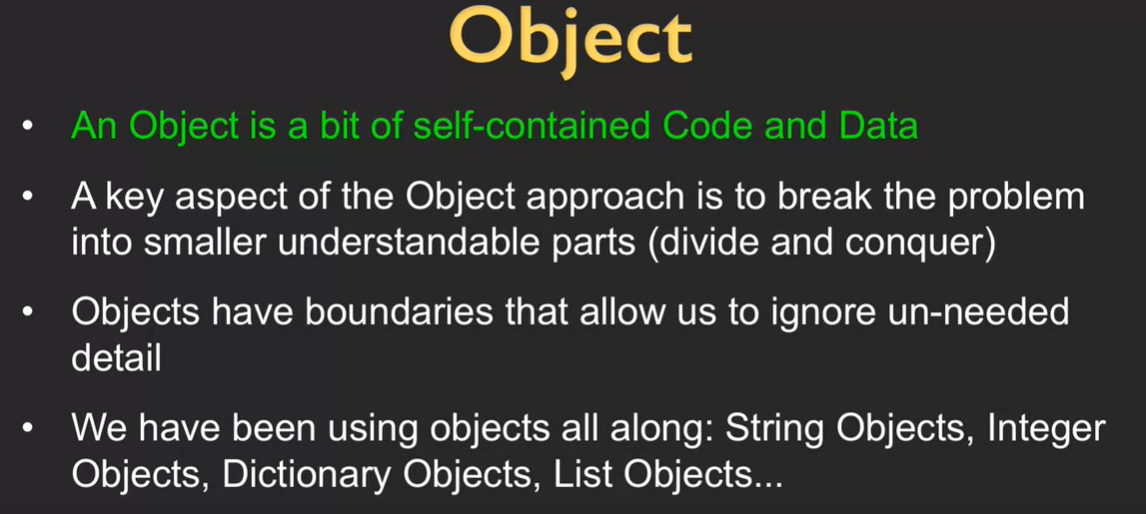 Object
• An Object is a bit of self-contained Code and Data
• A key aspect of the Object approach is to break the problem
into smaller understandable parts (divide and conquer)
• Objects have boundaries that allow us to ignore un-needed
detail
• We have been using objects all along: String Objects, Integer
Objects, Dictionary Objects, List Objects...